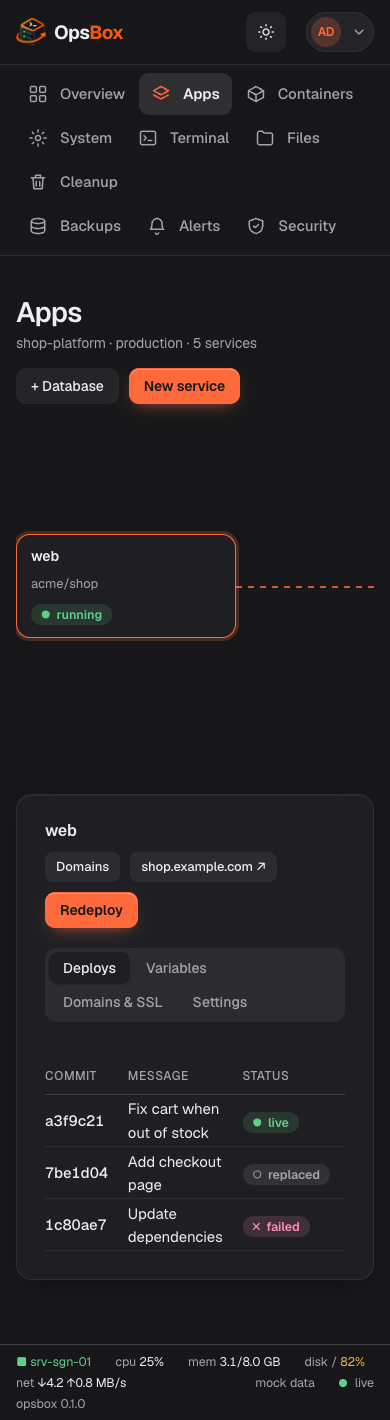 OpsBox AD
Overview Apps Containers
System Terminal Files
Cleanup
Backups Alerts Security
Apps
shop-platform · production · 5 services
+ Database New service
web
acme/shop
running
web
Domains shop.example.com ↗
Redeploy
Deploys Variables
Domains & SSL Settings
COMMIT MESSAGE STATUS
a3f9c21 Fix cart when out of stock live
7be1d04 Add checkout page replaced
1c80ae7 Update dependencies failed
srv-sgn-01 cpu 25% mem 3.1/8.0 GB disk / 82%
net ↓4.2 ↑0.8 MB/s mock data live
opsbox 0.1.0